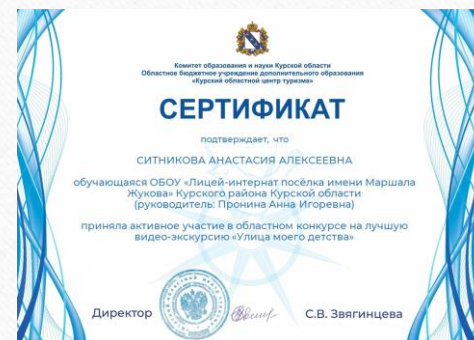 Комитет образования и науки Курской области
Областное бюджетное учреждение дополнительного образования
«Курский областной центр туризма»
СЕРТИФИКАТ
подтверждает, что
СИТНИКОВА АНАСТАСИЯ АЛЕКСЕЕВНА
обучающаяся ОБОУ «Лицей-интернат посёлка имени Маршала
Жукова» Курского района Курской области
(руководитель: Пронина Анна Игоревна)
приняла активное участие в областном конкурсе на лучшую
видео-экскурсию «Улица моего детства»
Директор С.В. Звягинцева